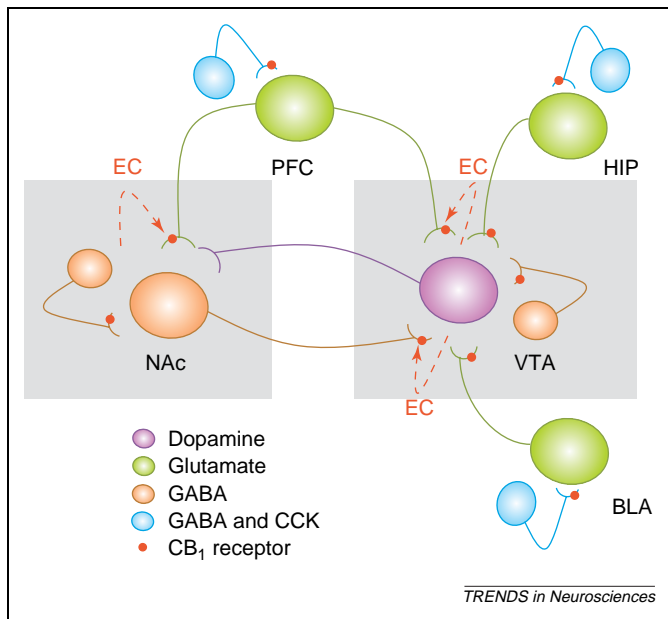 EC
PFC
EC
HIP
NAc
VTA
EC
BLA
Dopamine
Glutamate
GABA
GABA and CCK
CB₁ receptor
TRENDS in Neurosciences